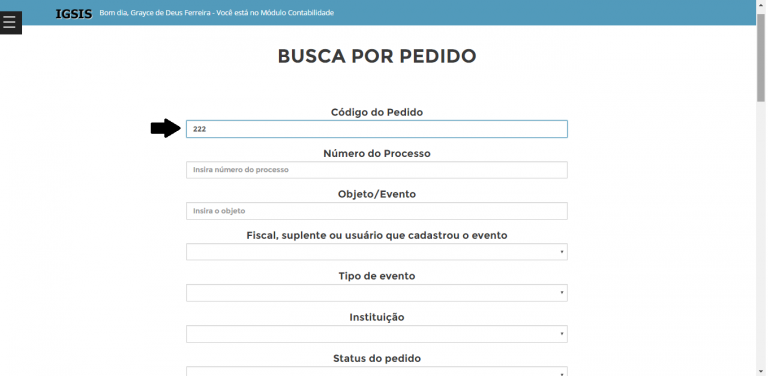 IGSIS Bom dia, Grayce de Deus Ferreira - Você está no Módulo Contabilidade
BUSCA POR PEDIDO
Código do Pedido
222
Número do Processo
Insira número do processo
Objeto/Evento
Insira o objeto
Fiscal, suplente ou usuário que cadastrou o evento
Tipo de evento
Instituição
Status do pedido